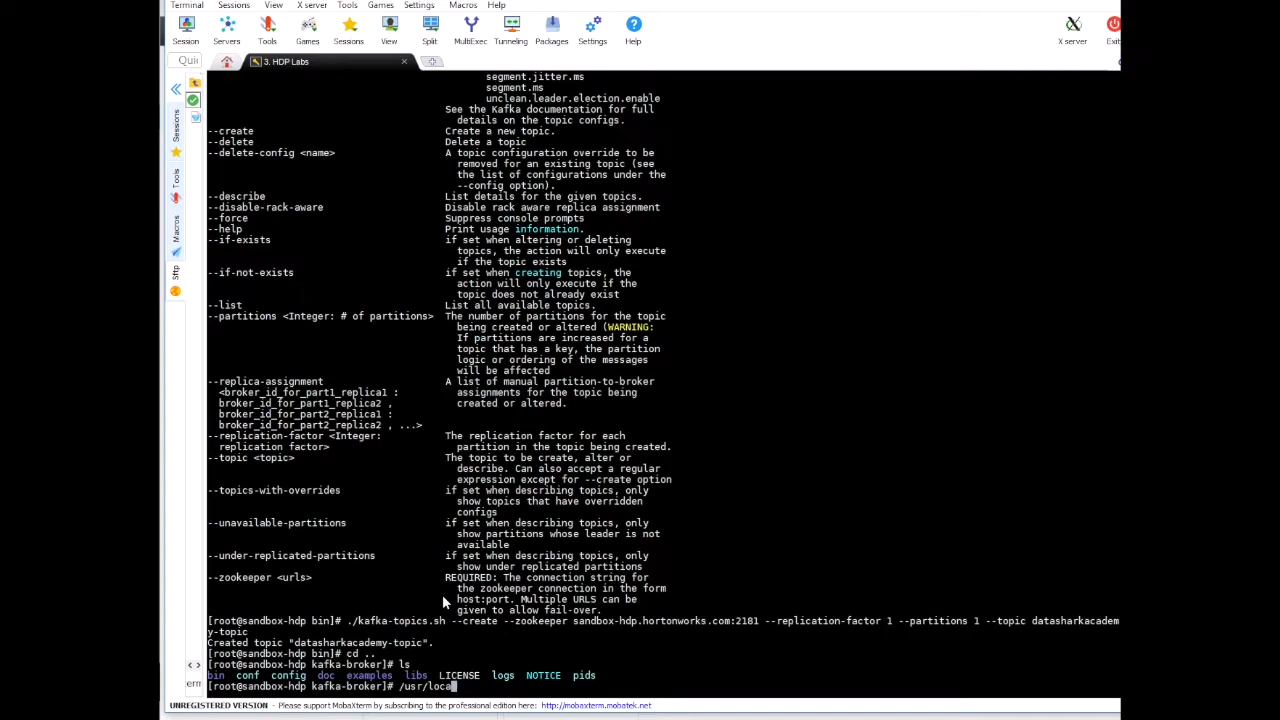 Terminal Sessions View X server Tools Games Settings Macros Help
Session Servers Tools Games Sessions View Split MultiExec Tunneling Packages Settings Help X server Exit
Quic
3. HDP Labs
Sessions
Tools
Macros
Sftp
segment.jitter.ms
segment.ms
unclean.leader.election.enable
See the Kafka documentation for full
details on the topic configs.
--create Create a new topic.
--delete Delete a topic
--delete-config <name> A topic configuration override to be
removed for an existing topic (see
the list of configurations under the
--config option).
--describe List details for the given topics.
--disable-rack-aware Disable rack aware replica assignment
--force Suppress console prompts
--help Print usage information.
--if-exists if set when altering or deleting
topics, the action will only execute
if the topic exists
--if-not-exists if set when creating topics, the
action will only execute if the
topic does not already exist
--list List all available topics.
--partitions <Integer: # of partitions> The number of partitions for the topic
being created or altered (WARNING:
If partitions are increased for a
topic that has a key, the partition
logic or ordering of the messages
will be affected
--replica-assignment A list of manual partition-to-broker
<broker_id_for_part1_replica1 : assignments for the topic being
broker_id_for_part1_replica2 , created or altered.
broker_id_for_part2_replica1 :
broker_id_for_part2_replica2 , ...>
--replication-factor <Integer: The replication factor for each
replication factor> partition in the topic being created.
--topic <topic> The topic to be create, alter or
describe. Can also accept a regular
expression except for --create option
--topics-with-overrides if set when describing topics, only
show topics that have overridden
configs
--unavailable-partitions if set when describing topics, only
show partitions whose leader is not
available
--under-replicated-partitions if set when describing topics, only
show under replicated partitions
--zookeeper <urls> REQUIRED: The connection string for
the zookeeper connection in the form
host:port. Multiple URLS can be
given to allow fail-over.
[root@sandbox-hdp bin]# ./kafka-topics.sh --create --zookeeper sandbox-hdp.hortonworks.com:2181 --replication-factor 1 --partitions 1 --topic datasharkacadem
y-topic
Created topic "datasharkacademy-topic".
[root@sandbox-hdp bin]# cd ..
[root@sandbox-hdp kafka-broker]# ls
bin conf config doc examples libs LICENSE logs NOTICE pids
[root@sandbox-hdp kafka-broker]# /usr/loca
erm
UNREGISTERED VERSION - Please support MobaXterm by subscribing to the professional edition here: http://mobaxterm.mobatek.net